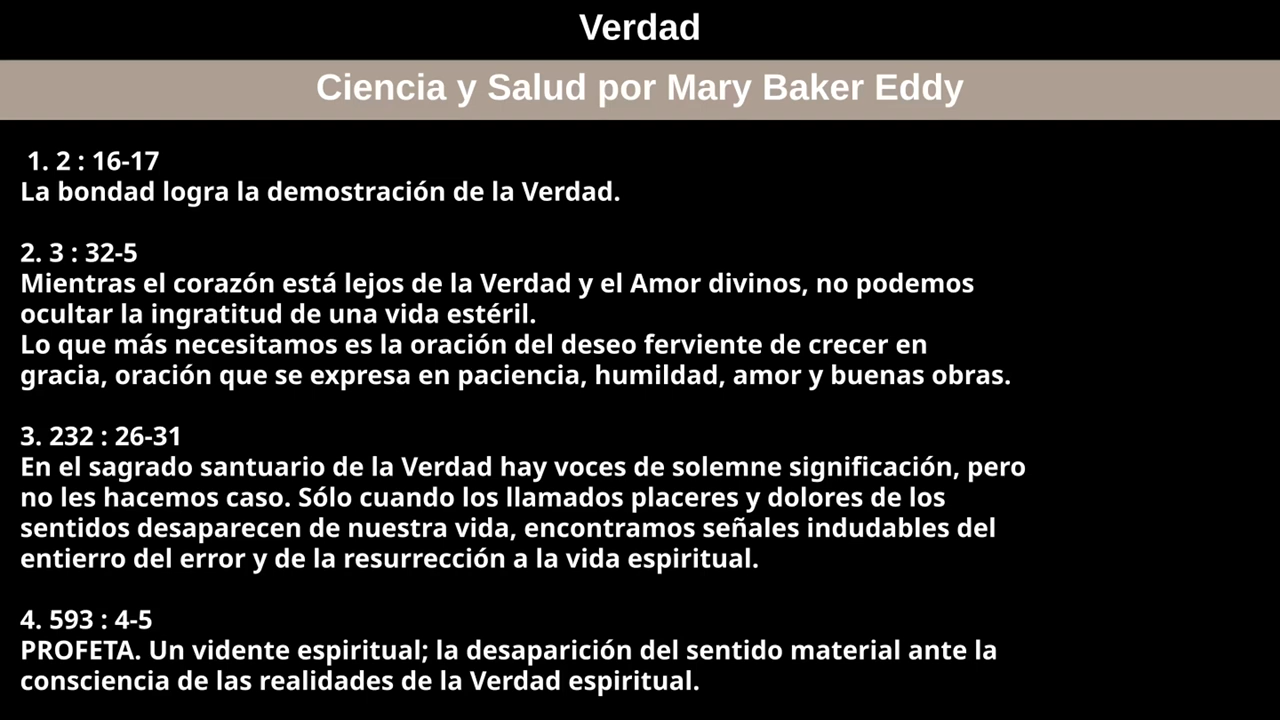 Verdad
Ciencia y Salud por Mary Baker Eddy
1. 2 : 16-17
La bondad logra la demostración de la Verdad.
2. 3 : 32-5
Mientras el corazón está lejos de la Verdad y el Amor divinos, no podemos
ocultar la ingratitud de una vida estéril.
Lo que más necesitamos es la oración del deseo ferviente de crecer en
gracia, oración que se expresa en paciencia, humildad, amor y buenas obras.
3. 232 : 26-31
En el sagrado santuario de la Verdad hay voces de solemne significación, pero
no les hacemos caso. Sólo cuando los llamados placeres y dolores de los
sentidos desaparecen de nuestra vida, encontramos señales indudables del
entierro del error y de la resurrección a la vida espiritual.
4. 593 : 4-5
PROFETA. Un vidente espiritual; la desaparición del sentido material ante la
consciencia de las realidades de la Verdad espiritual.